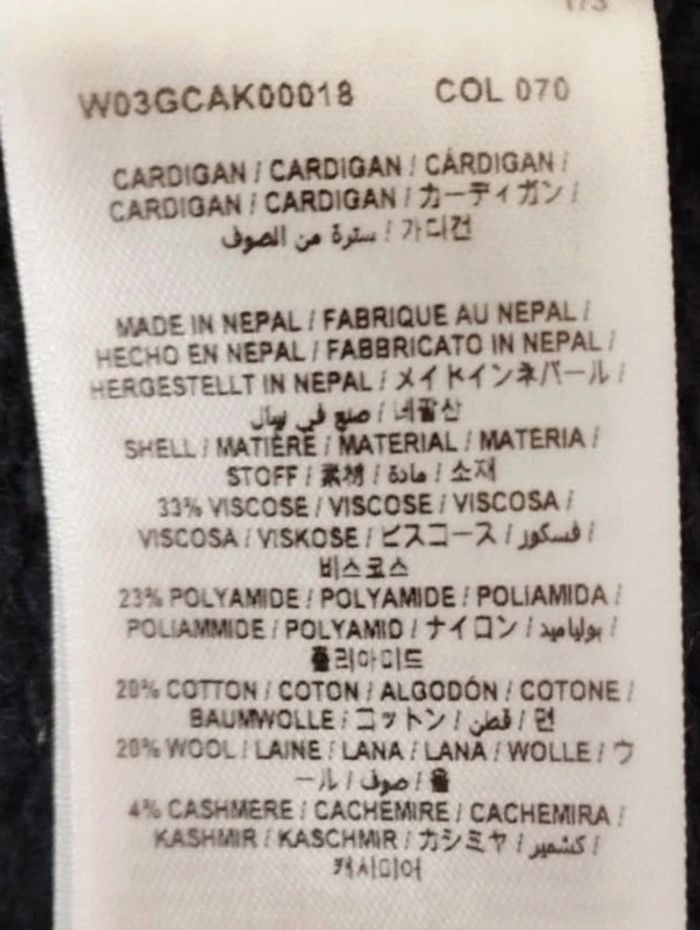 W03GCAK00018 COL 070
CARDIGAN / CARDIGAN / CÁRDIGAN /
CARDIGAN / CARDIGAN / カーディガン /
سترة من الصوف / 가디건
MADE IN NEPAL / FABRIQUE AU NEPAL /
HECHO EN NEPAL / FABBRICATO IN NEPAL /
HERGESTELLT IN NEPAL / メイドインネパール /
صنع في نيبال / 네팔산
SHELL / MATIÈRE / MATERIAL / MATERIA /
STOFF / 素材 / مادة / 소재
33% VISCOSE / VISCOSE / VISCOSA /
VISCOSA / VISKOSE / ビスコース / فسكور /
비스코스
23% POLYAMIDE / POLYAMIDE / POLIAMIDA /
POLIAMMIDE / POLYAMID / ナイロン / بولياميد /
폴리아미드
20% COTTON / COTON / ALGODÓN / COTONE /
BAUMWOLLE / コットン / قطن / 면
20% WOOL / LAINE / LANA / LANA / WOLLE / ウ
ール / صوف / 울
4% CASHMERE / CACHEMIRE / CACHEMIRA /
KASHMIR / KASCHMIR / カシミヤ / كشمير /
캐시미어